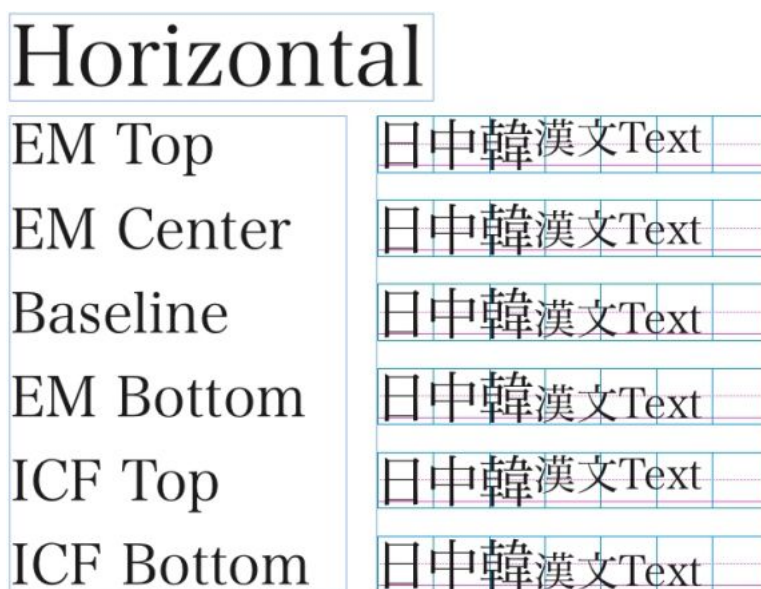 Horizontal
EM Top 日中韓漢文Text
EM Center 日中韓漢文Text
Baseline 日中韓漢文Text
EM Bottom 日中韓漢文Text
ICF Top 日中韓漢文Text
ICF Bottom 日中韓漢文Text